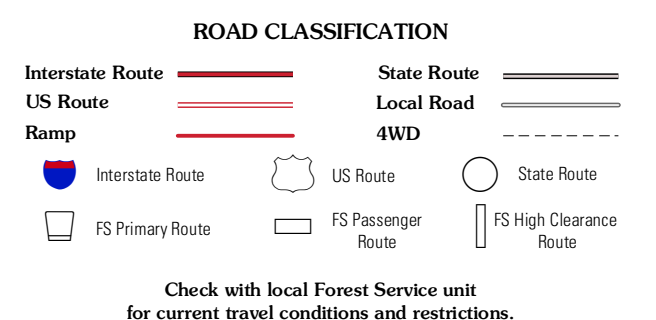 ROAD CLASSIFICATION
Interstate Route
State Route
US Route
Local Road
Ramp
4WD
Interstate Route
US Route
State Route
FS Primary Route
FS Passenger
Route
FS High Clearance
Route
Check with local Forest Service unit
for current travel conditions and restrictions.